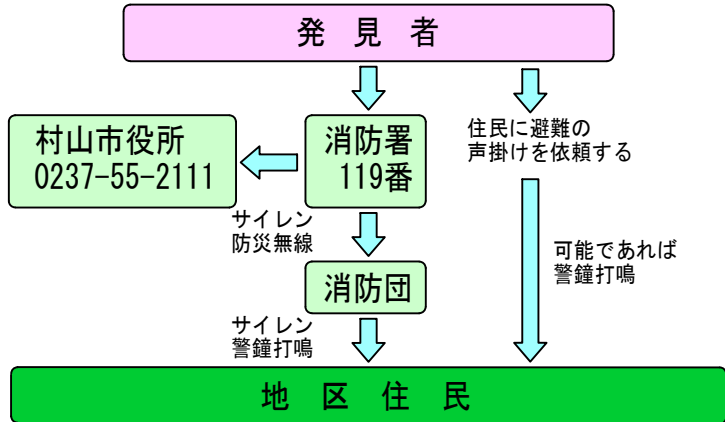 発見者
住民に避難の
声掛けを依頼する
村山市役所
0237-55-2111
消防署
119番
サイレン
防災無線
可能であれば
警鐘打鳴
消防団
サイレン
警鐘打鳴
地区住民